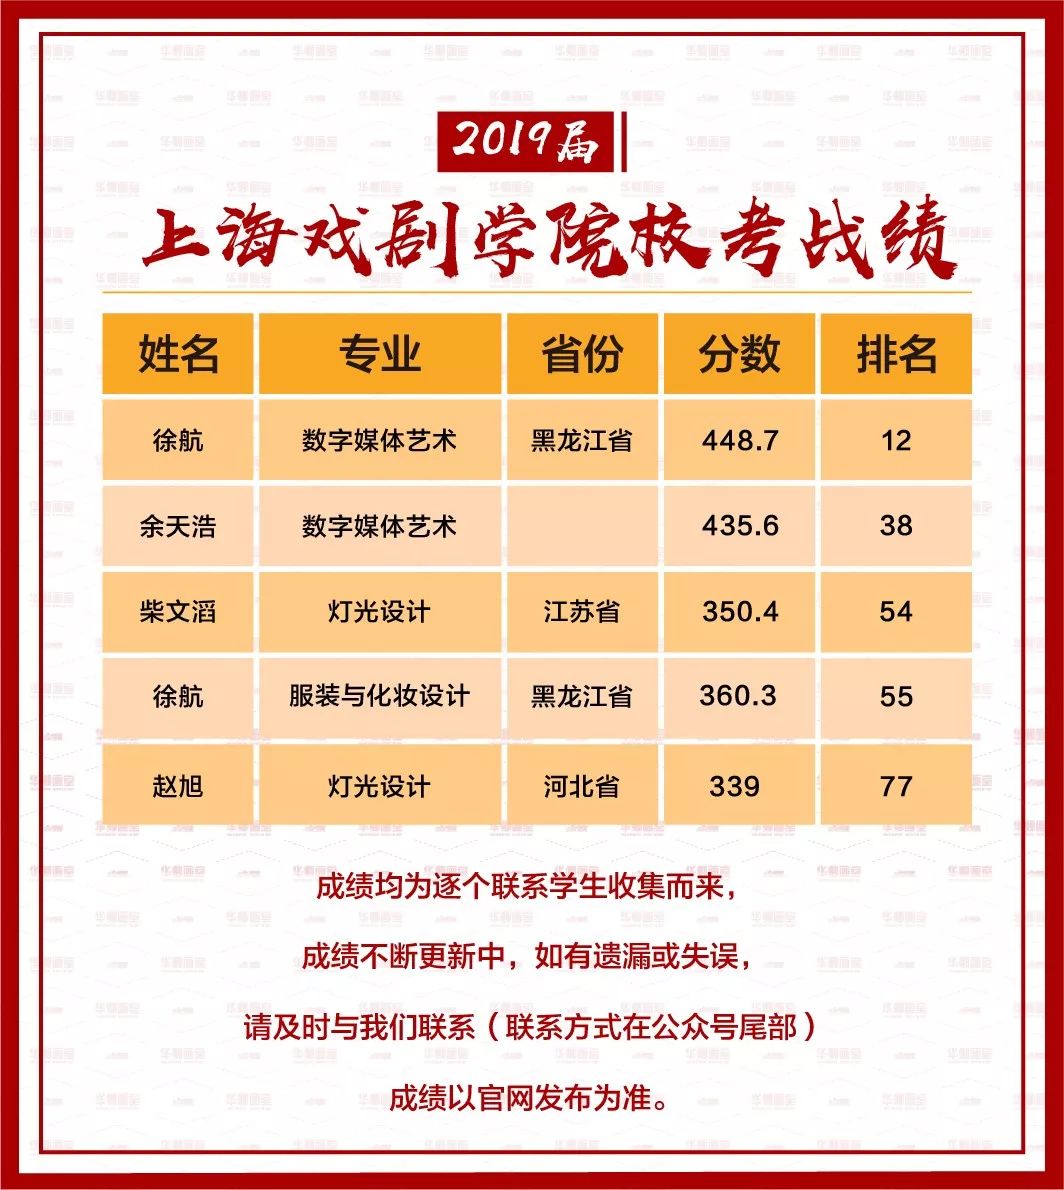 2019届
上海戏剧学院校考战绩
姓名 专业 省份 分数 排名
徐航 数字媒体艺术 黑龙江省 448.7 12
余天浩 数字媒体艺术 435.6 38
柴文滔 灯光设计 江苏省 350.4 54
徐航 服装与化妆设计 黑龙江省 360.3 55
赵旭 灯光设计 河北省 339 77
成绩均为逐个联系学生收集而来，
成绩不断更新中，如有遗漏或失误，
请及时与我们联系（联系方式在公众号尾部）
成绩以官网发布为准。